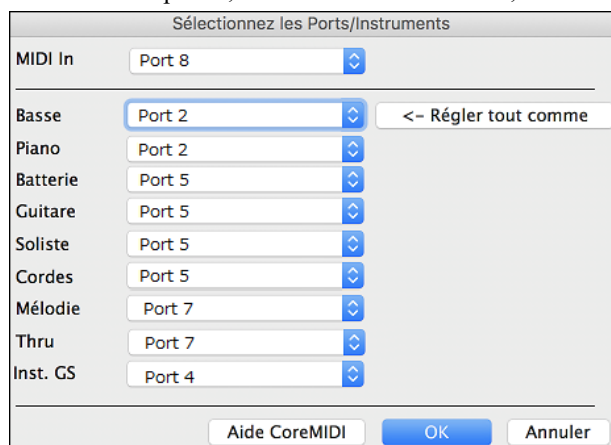 Sélectionnez les Ports/Instruments
MIDI In Port 8
Basse Port 2 <- Régler tout comme
Piano Port 2
Batterie Port 5
Guitare Port 5
Soliste Port 5
Cordes Port 5
Mélodie Port 7
Thru Port 7
Inst. GS Port 4
Aide CoreMIDI OK Annuler